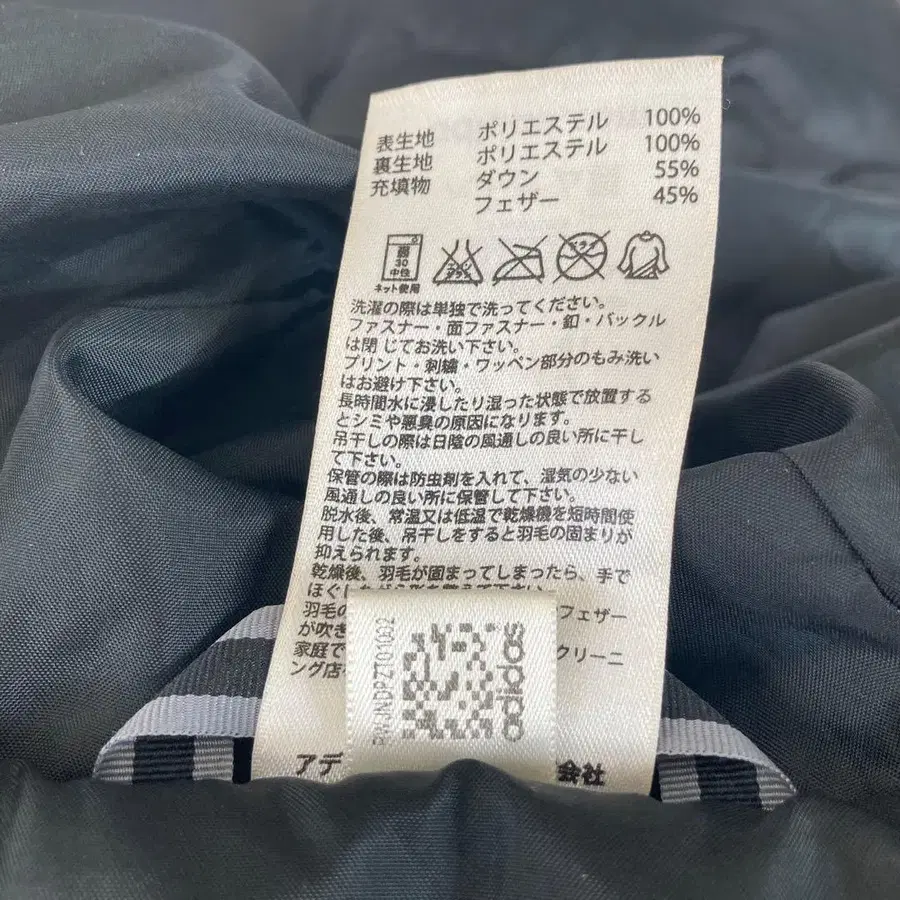 表生地 ポリエステル 100%
裏生地 ポリエステル 100%
充填物 ダウン 55%
フェザー 45%
30
中性
ネット使用
洗濯の際は単独で洗ってください。
ファスナー・面ファスナー・釦・バックル
は閉じてお洗い下さい。
プリント・刺繍・ワッペン部分のもみ洗い
はお避け下さい。
長時間水に浸したり湿った状態で放置する
とシミや悪臭の原因になります。
吊干しの際は日陰の風通しの良い所に干し
て下さい。
保管の際は防虫剤を入れて、湿気の少ない
風通しの良い所に保管して下さい。
脱水後、常温又は低温で乾燥機を短時間使
用した後、吊干しをすると羽毛の固まりが
抑えられます。
乾燥後、羽毛が固まってしまったら、手で
ほぐし
羽毛の フェザー
が吹き
家庭で クリーニ
ング店
アデ 会社
adidas